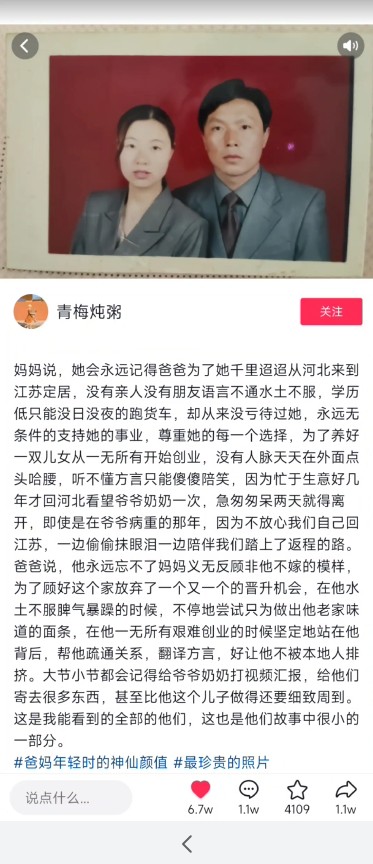 青梅炖粥
关注
妈妈说，她会永远记得爸爸为了她千里迢迢从河北来到
江苏定居，没有亲人没有朋友语言不通水土不服，学历
低只能没日没夜的跑货车，却从来没亏待过她，永远无
条件的支持她的事业，尊重她的每一个选择，为了养好
一双儿女从一无所有开始创业，没有人脉天天在外面点
头哈腰，听不懂方言只能傻傻陪笑，因为忙于生意好几
年才回河北看望爷爷奶奶一次，急匆匆呆两天就得离
开，即使是在爷爷病重的那年，因为不放心我们自己回
江苏，一边偷偷抹眼泪一边陪伴我们踏上了返程的路。
爸爸说，他永远忘不了妈妈义无反顾非他不嫁的模样，
为了顾好这个家放弃了一个又一个的晋升机会，在他水
土不服脾气暴躁的时候，不停地尝试只为做出他老家味
道的面条，在他一无所有艰难创业的时候坚定地站在他
背后，帮他疏通关系，翻译方言，好让他不被本地人排
挤。大节小节都会记得给爷爷奶奶打视频汇报，给他们
寄去很多东西，甚至比他这个儿子做得还要细致周到。
这是我能看到的全部的他们，这也是他们故事中很小的
一部分。
#爸妈年轻时的神仙颜值 #最珍贵的照片
说点什么...
6.7w
1.1w
4109
1.1w